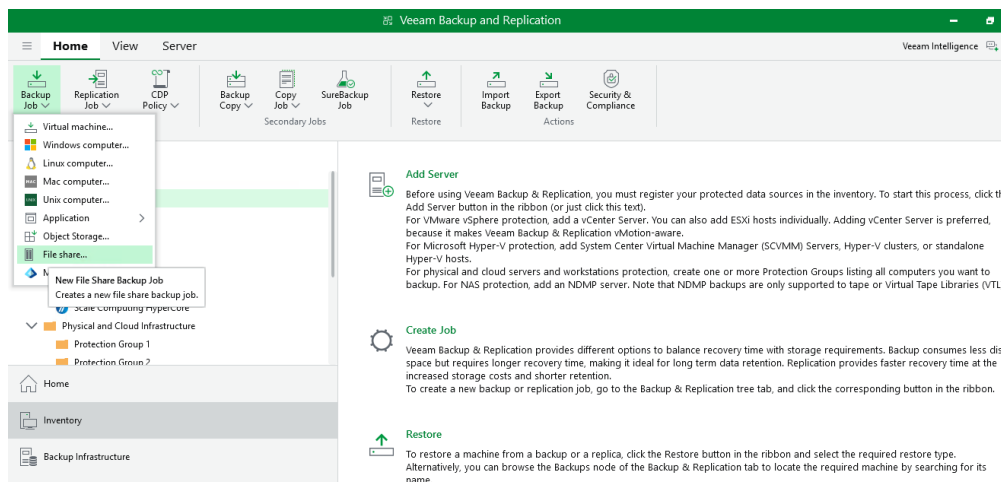 Veeam Backup and Replication
Home View Server
Veeam Intelligence
Backup Job
Replication Job
CDP Policy
Backup Copy
Copy Job
SureBackup Job
Restore
Import Backup
Export Backup
Security & Compliance
Secondary Jobs
Restore
Actions
Virtual machine...
Windows computer...
Linux computer...
MAC
Mac computer...
Unix computer...
Application
Object Storage...
File share...
M
New File Share Backup Job
Creates a new file share backup job.
Scale Computing HyperCore
Physical and Cloud Infrastructure
Protection Group 1
Protection Group 2
Home
Inventory
Backup Infrastructure
Add Server
Before using Veeam Backup & Replication, you must register your protected data sources in the inventory. To start this process, click th
Add Server button in the ribbon (or just click this text).
For VMware vSphere protection, add a vCenter Server. You can also add ESXi hosts individually. Adding vCenter Server is preferred,
because it makes Veeam Backup & Replication vMotion-aware.
For Microsoft Hyper-V protection, add System Center Virtual Machine Manager (SCVMM) Servers, Hyper-V clusters, or standalone
Hyper-V hosts.
For physical and cloud servers and workstations protection, create one or more Protection Groups listing all computers you want to
backup. For NAS protection, add an NDMP server. Note that NDMP backups are only supported to tape or Virtual Tape Libraries (VTL
Create Job
Veeam Backup & Replication provides different options to balance recovery time with storage requirements. Backup consumes less dis
space but requires longer recovery time, making it ideal for long term data retention. Replication provides faster recovery time at the
increased storage costs and shorter retention.
To create a new backup or replication job, go to the Backup & Replication tree tab, and click the corresponding button in the ribbon.
Restore
To restore a machine from a backup or a replica, click the Restore button in the ribbon and select the required restore type.
Alternatively, you can browse the Backups node of the Backup & Replication tab to locate the required machine by searching for its
name